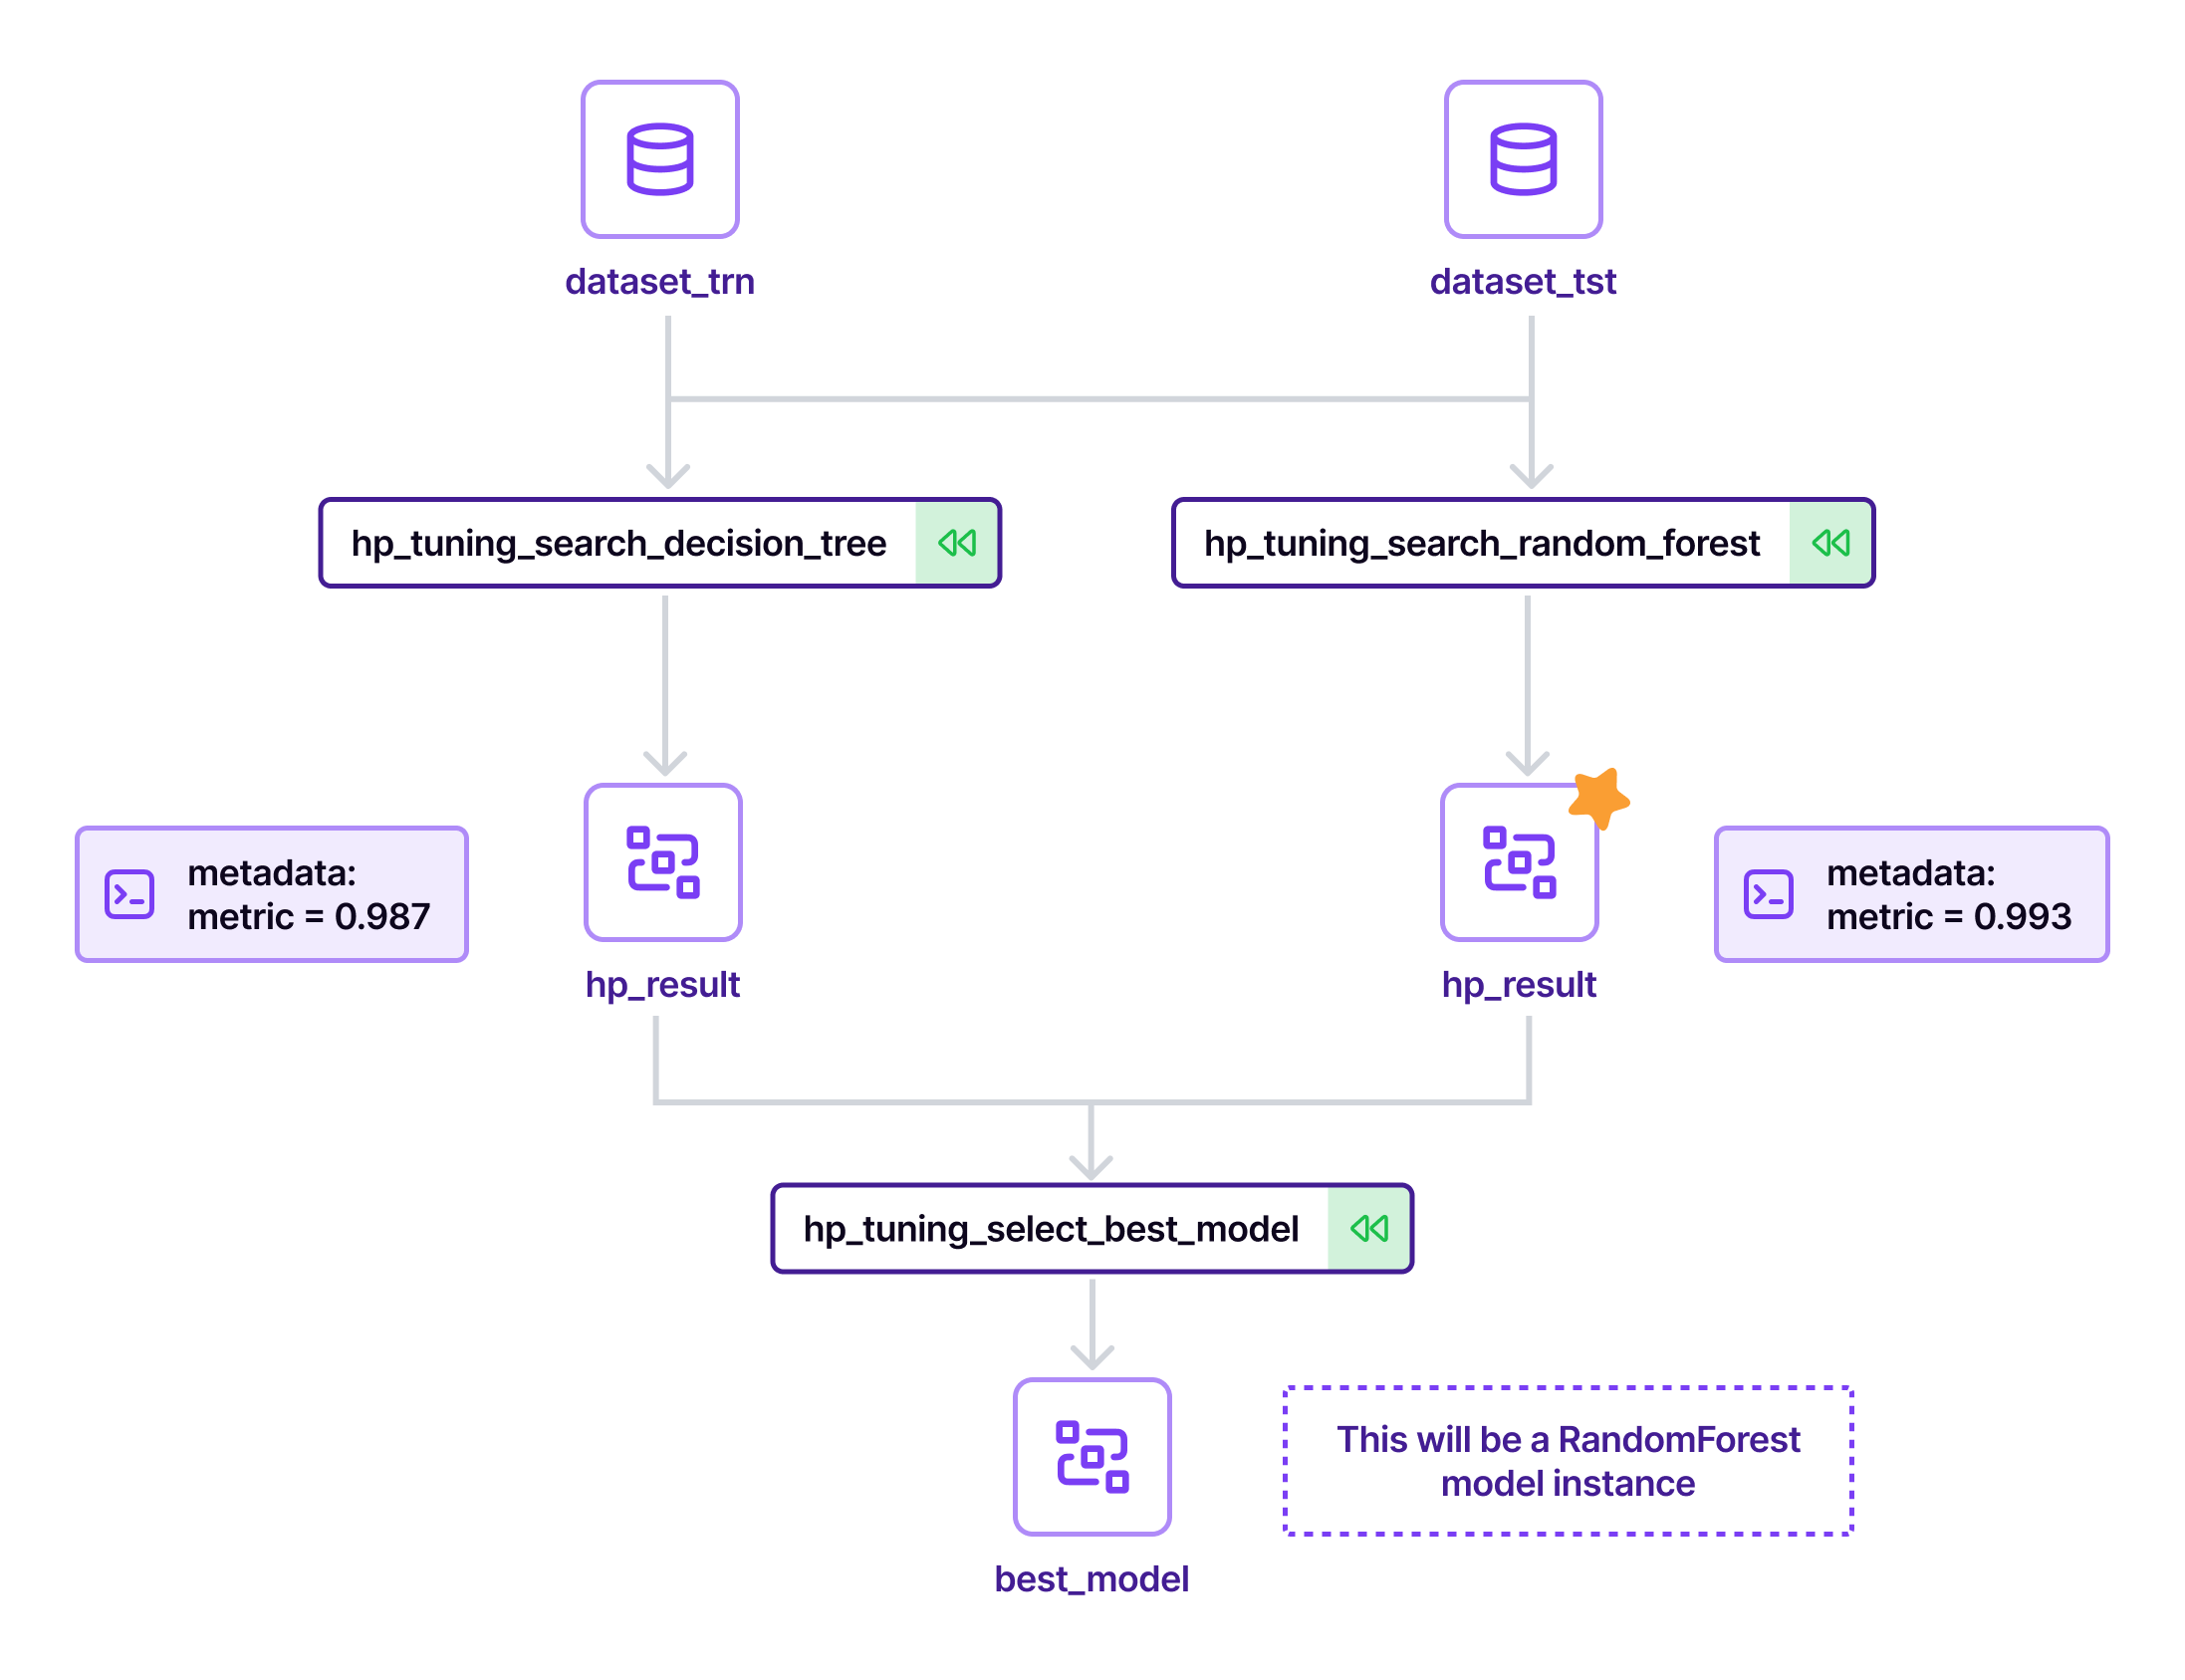 dataset_trn
dataset_tst
hp_tuning_search_decision_tree
hp_tuning_search_random_forest
metadata:
metric = 0.987
hp_result
hp_result
metadata:
metric = 0.993
hp_tuning_select_best_model
This will be a RandomForest
model instance
best_model